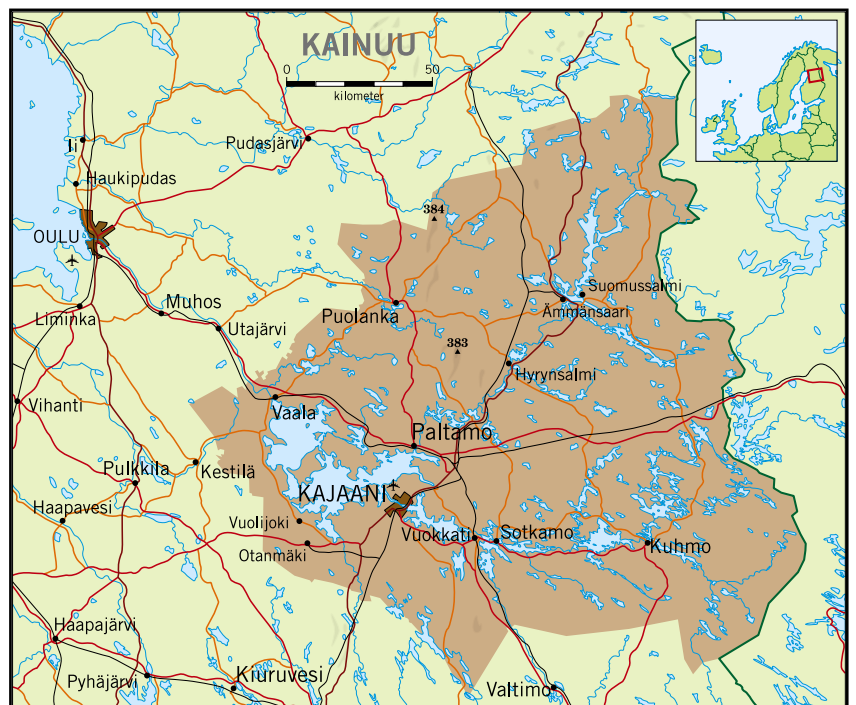 KAINUU
0 50
kilometer
Ii
Pudasjärvi
Haukipudas
384
OULU
Suomussalmi
Muhos
Ämmänsaari
Liminka
Puolanka
Utajärvi
383
Hyrynsalmi
Vihanti
Vaala
Paltamo
Pulkkila
Kestilä
KAJAANI
Haapavesi
Vuolijoki
Vuokkati
Sotkamo
Otanmäki
Kuhmo
Haapajärvi
Pyhäjärvi
Kiuruvesi
Valtimo